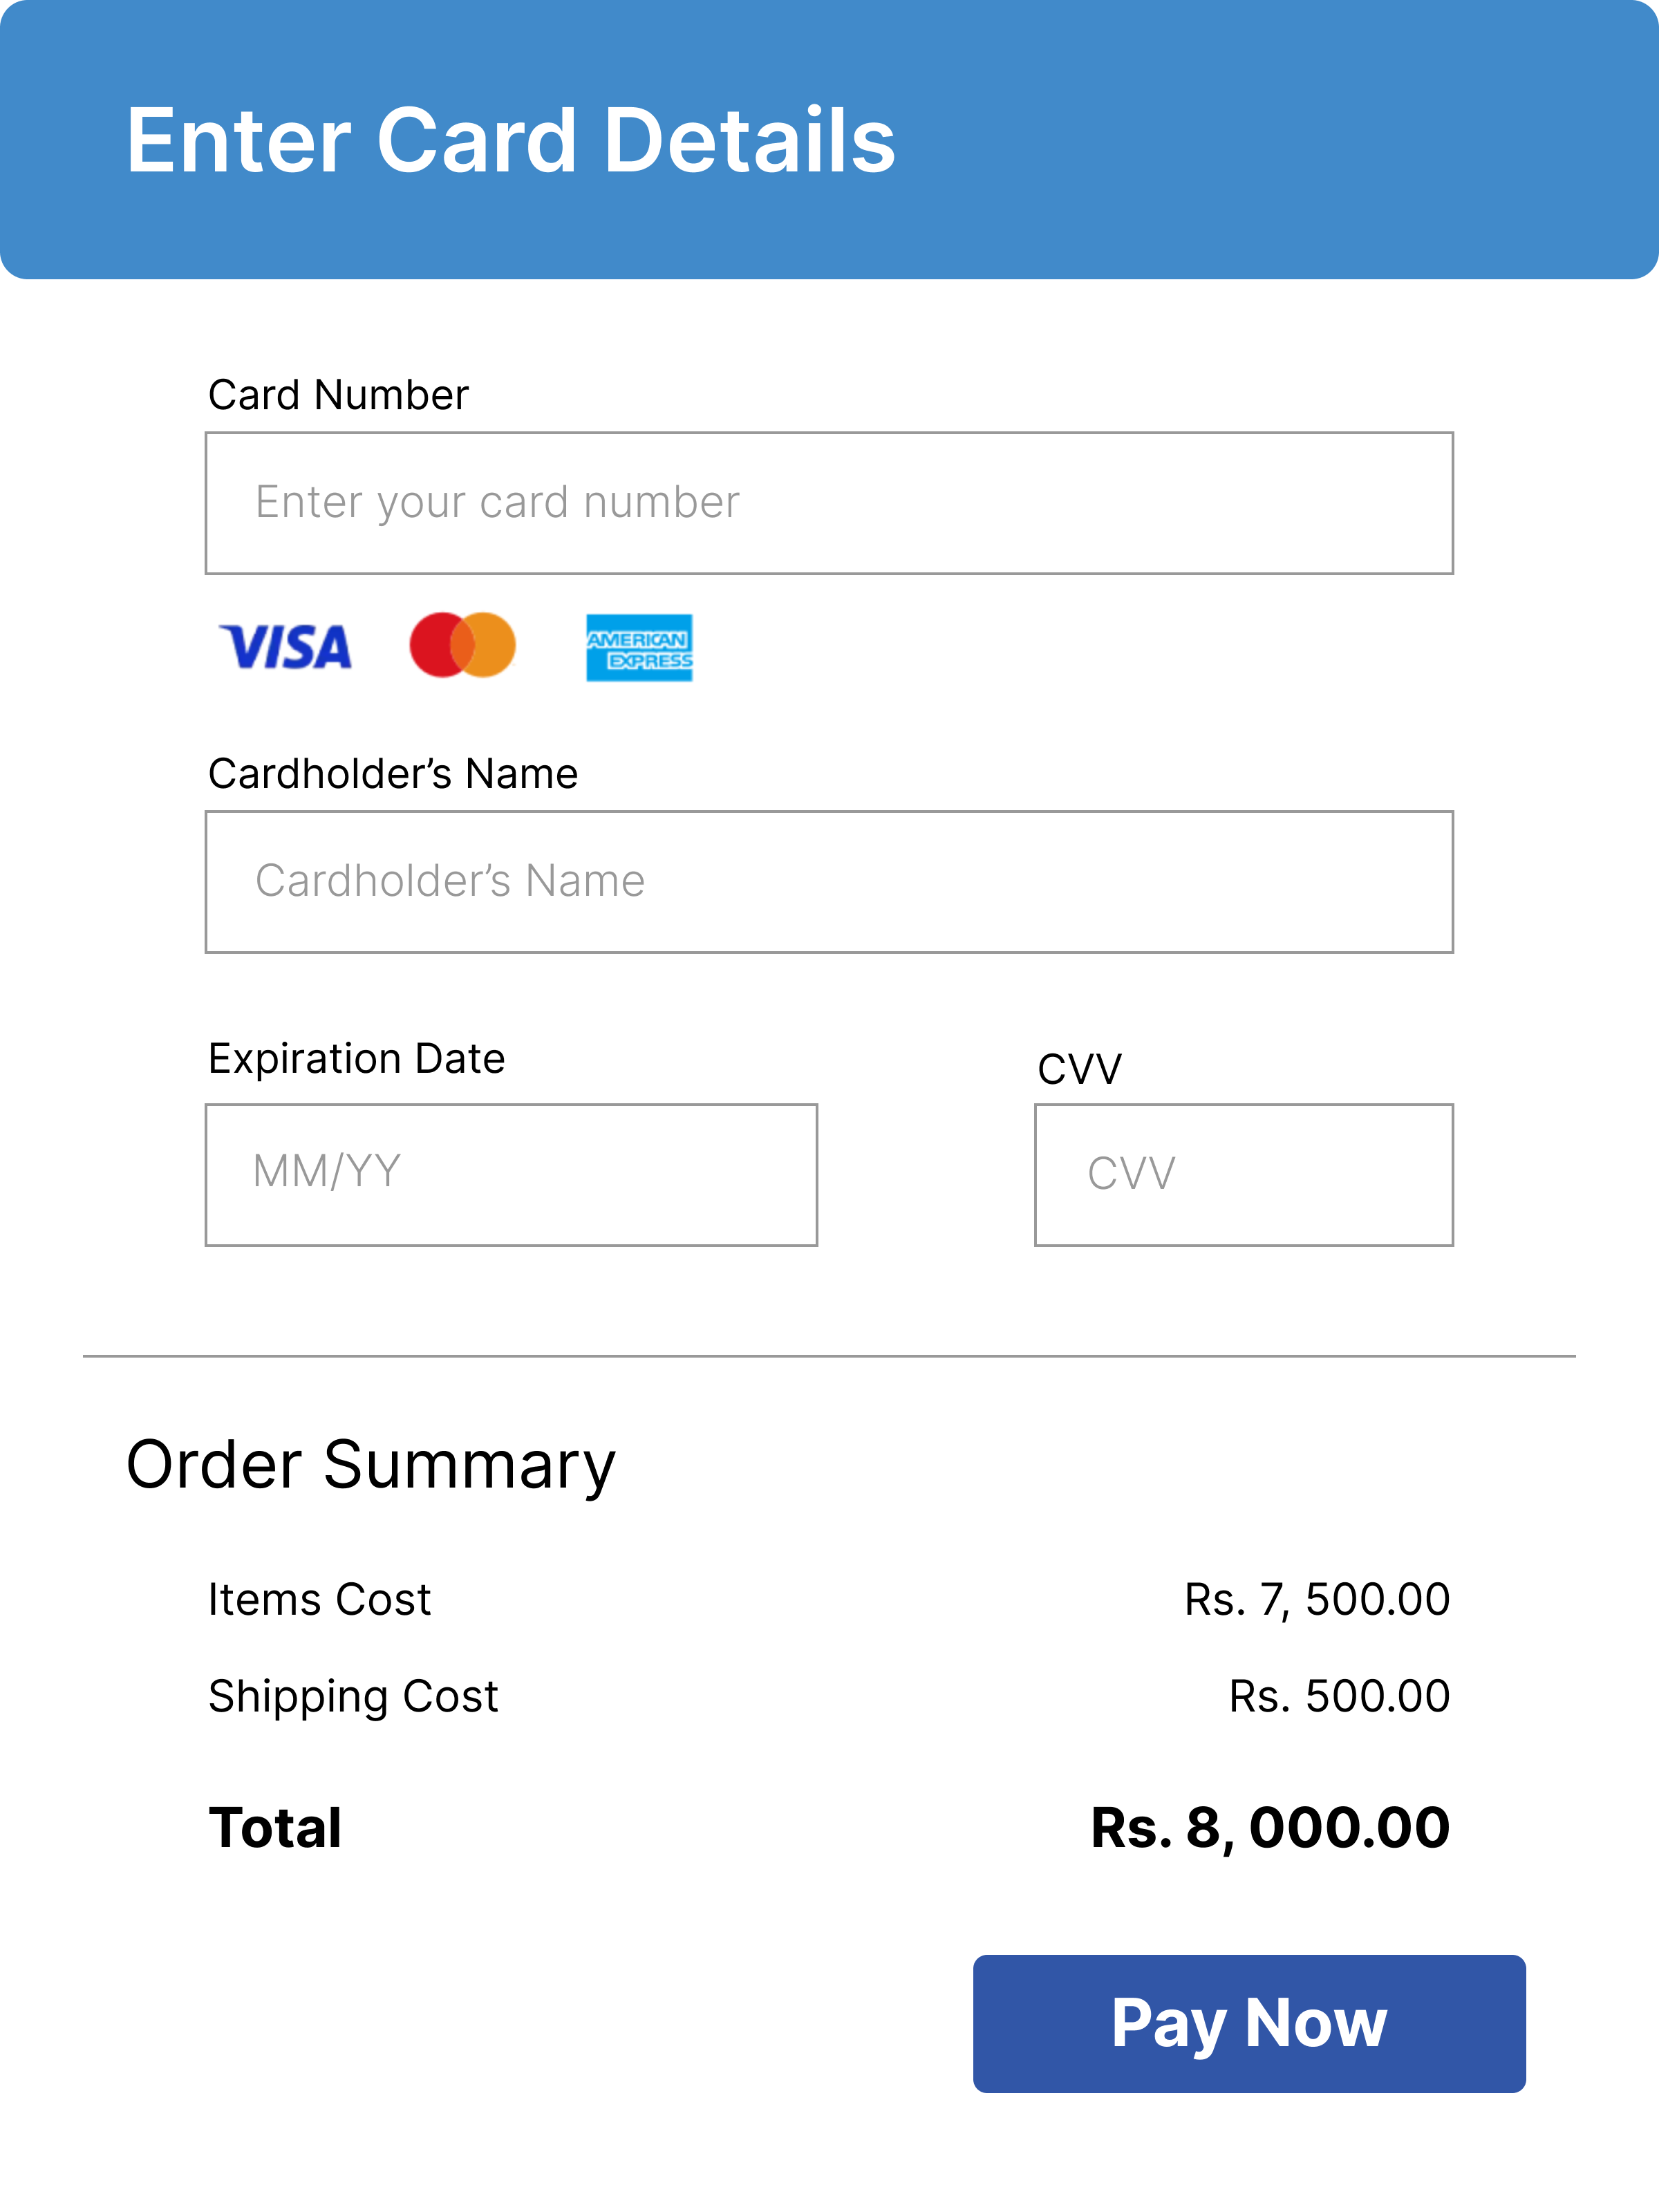 Enter Card Details
Card Number
Enter your card number
VISA
AMERICAN
EXPRESS
Cardholder’s Name
Cardholder’s Name
Expiration Date
CVV
MM/YY
CVV
Order Summary
Items Cost Rs. 7, 500.00
Shipping Cost Rs. 500.00
Total Rs. 8, 000.00
Pay Now